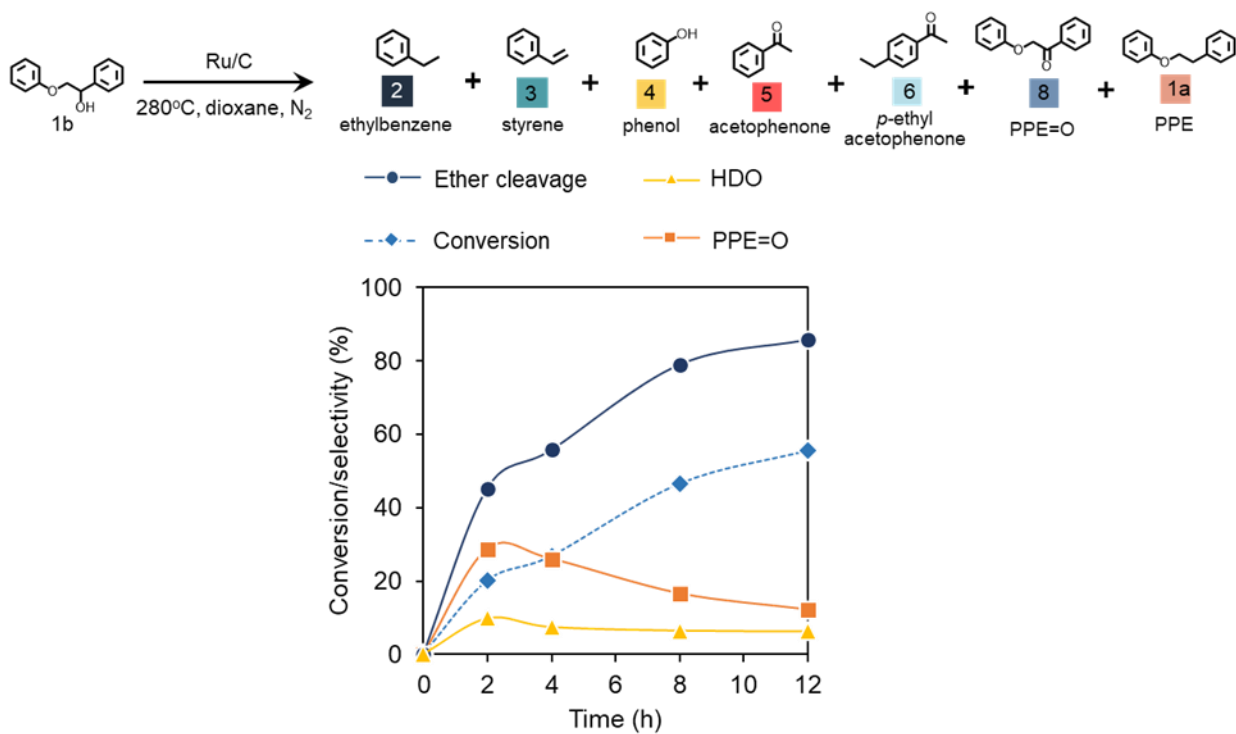 OH
O
O
O
O
Ru/C
O
OH
O
280°C, dioxane, N2
2 + 3 + 4 + 5 + 6 + 8 + 1a
1b
ethylbenzene
styrene
phenol
acetophenone
p-ethyl
acetophenone
PPE=O
PPE
Ether cleavage
HDO
Conversion
PPE=O
Conversion/selectivity (%)
100
80
60
40
20
0
0 2 4 6 8 10 12
Time (h)